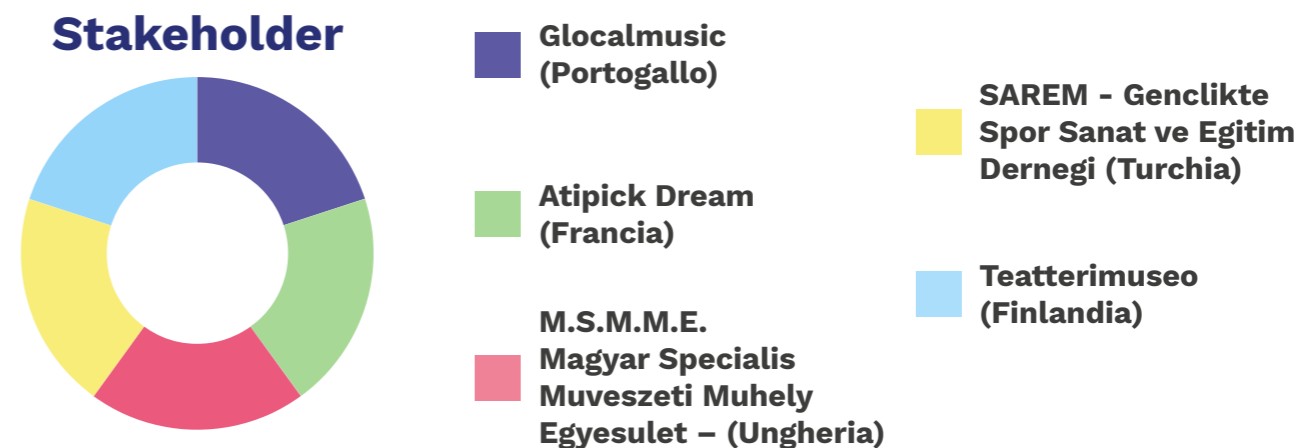 Stakeholder
Glocalmusic
(Portogallo)
Atipick Dream
(Francia)
M.S.M.M.E.
Magyar Specialis
Muveszeti Muhely
Egyesulet – (Ungheria)
SAREM - Genclikte
Spor Sanat ve Egitim
Dernegi (Turchia)
Teatterimuseo
(Finlandia)